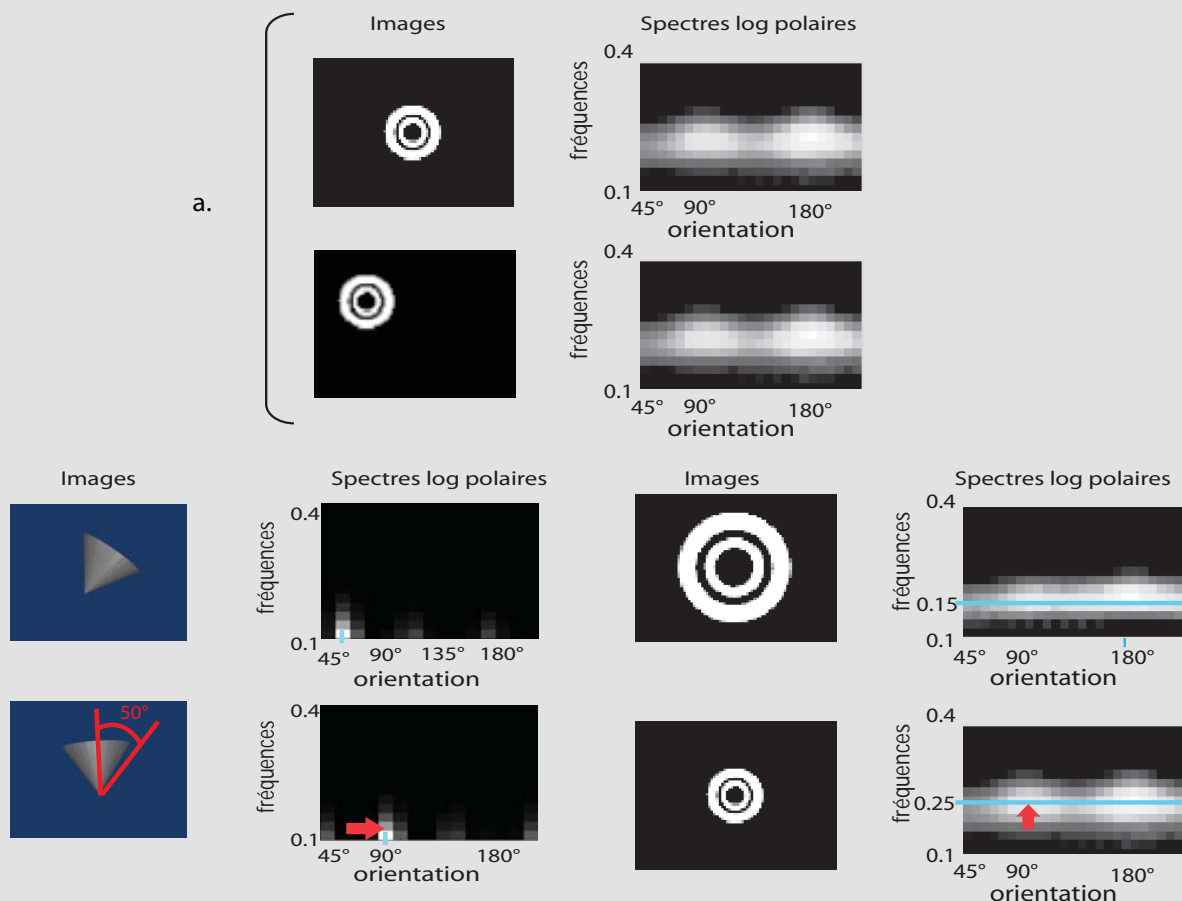 Images
Spectres log polaires
a.
0.4
fréquences
0.1
45° 90° 180°
orientation
0.4
fréquences
0.1
45° 90° 180°
orientation
Images
Spectres log polaires
0.4
fréquences
0.1
45° 90° 135° 180°
orientation
50°
0.4
fréquences
0.1
45° 90° 180°
orientation
Images
Spectres log polaires
0.4
fréquences
0.15
0.1
45° 90° 180°
orientation
0.4
fréquences
0.25
0.1
45° 90° 180°
orientation